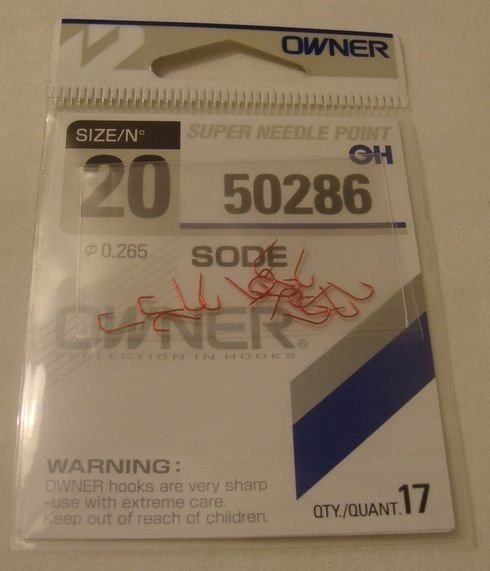 OWNER
SIZE/N°
SUPER NEEDLE POINT
GH
20
50286
φ 0.265
SODE
OWNER®
PERFECTION IN HOOKS
WARNING:
OWNER hooks are very sharp
-use with extreme care.
Keep out of reach of children.
QTY./QUANT.17